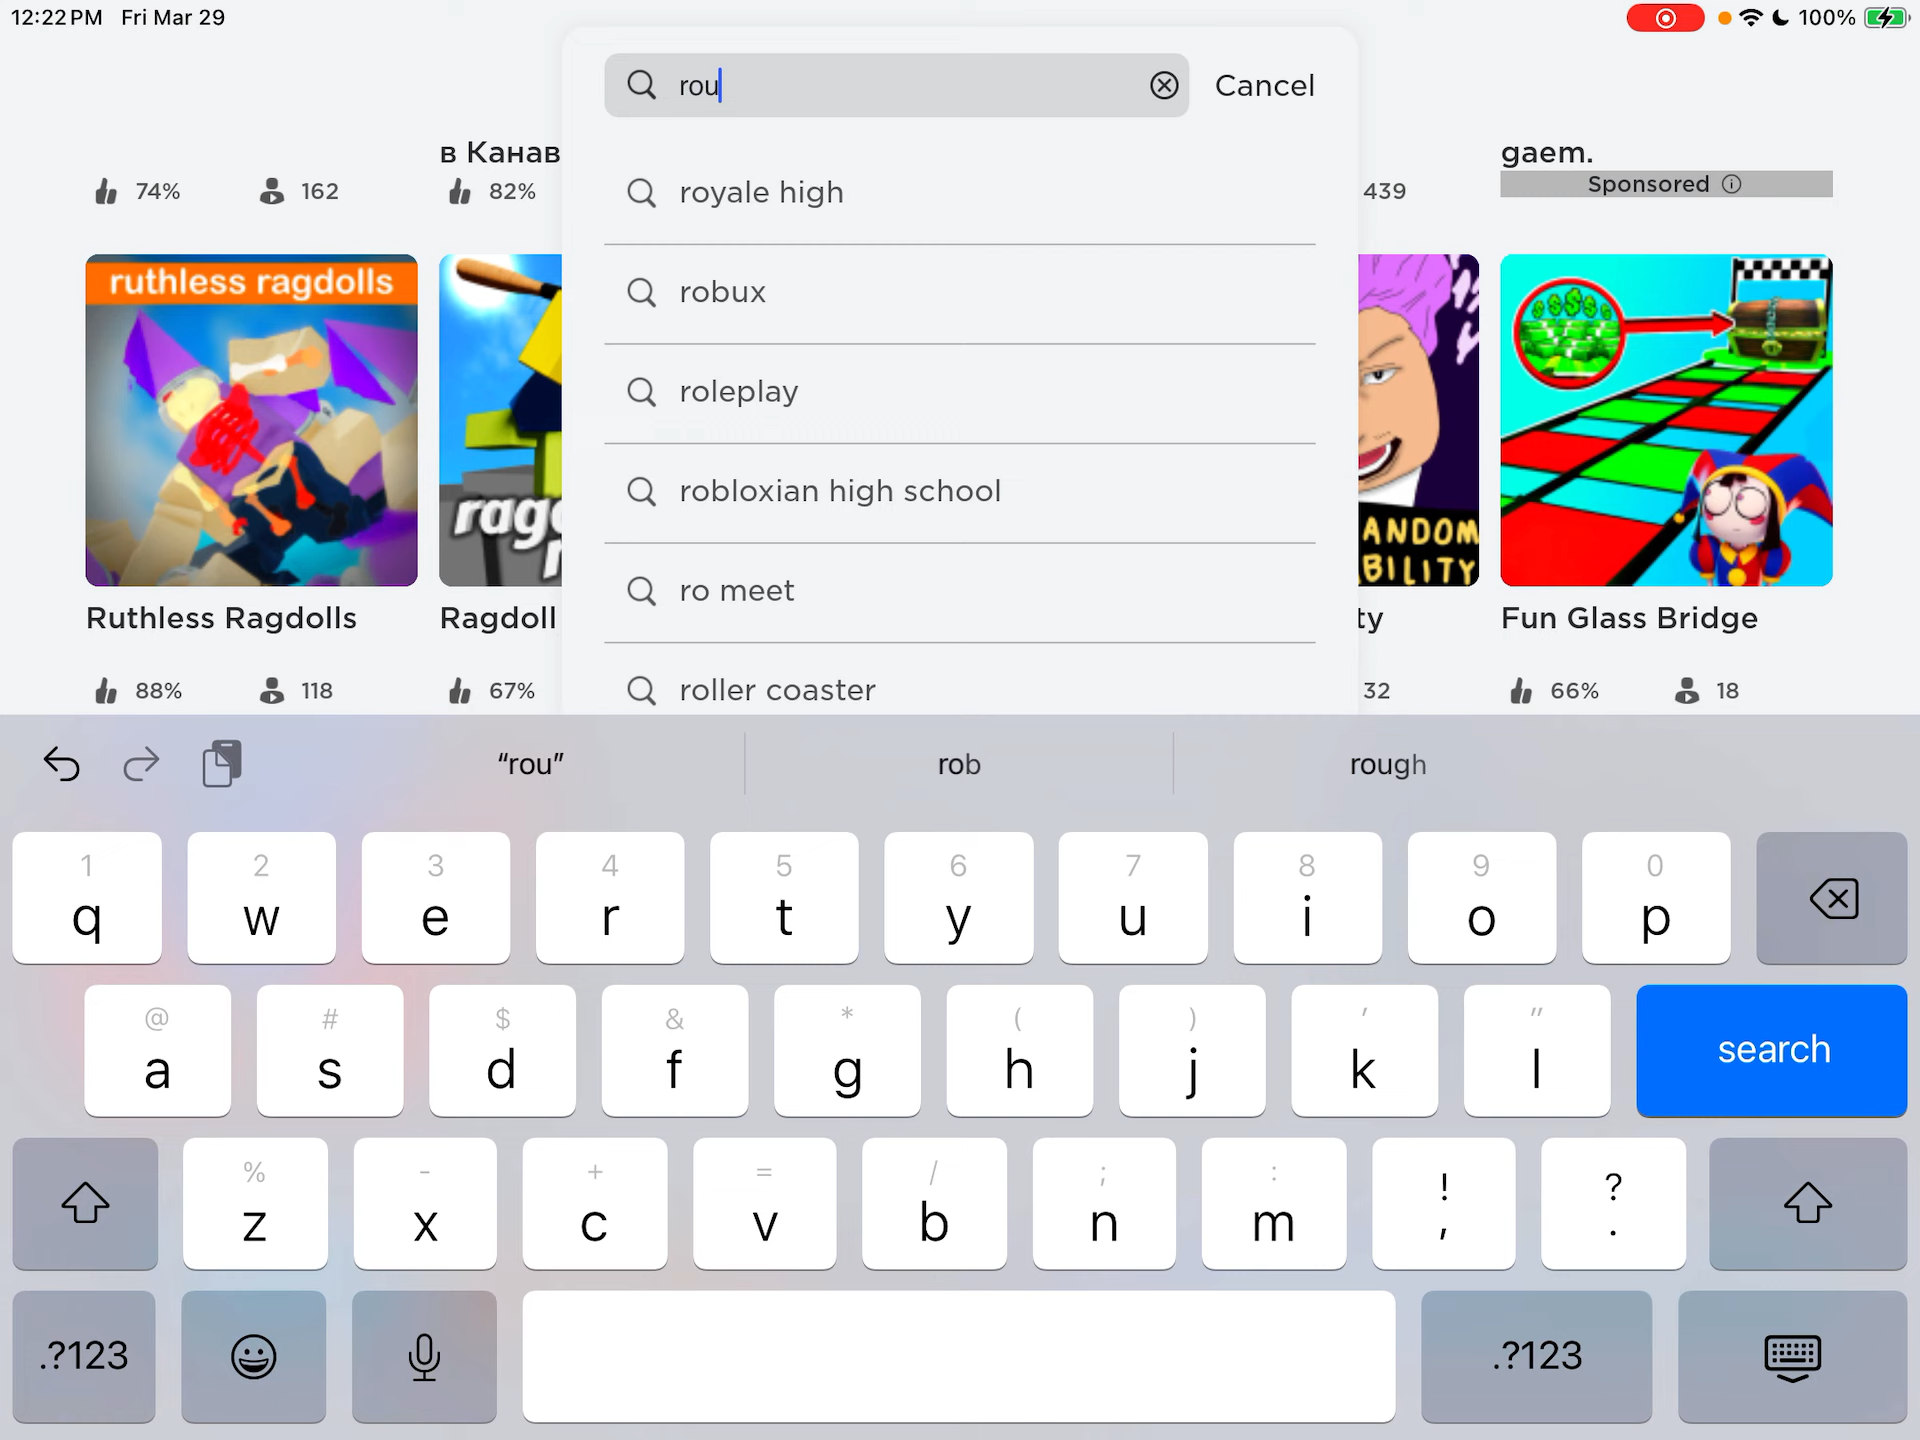 12:22 PM Fri Mar 29
100%
rou
Cancel
в Канав
gaem.
74% 162 82% 439
Sponsored
royale high
robux
roleplay
robloxian high school
ro meet
roller coaster
ruthless ragdolls
ANDOM
BILITY
Ruthless Ragdolls
Ragdoll
ty
Fun Glass Bridge
88% 118 67% 32 66% 18
“rou” rob rough
1 2 3 4 5 6 7 8 9 0
q w e r t y u i o p
@ # $ & * ( ) ' "
a s d f g h j k l search
% - + = / ; : ! ?
z x c v b n m , .
.?123 .?123